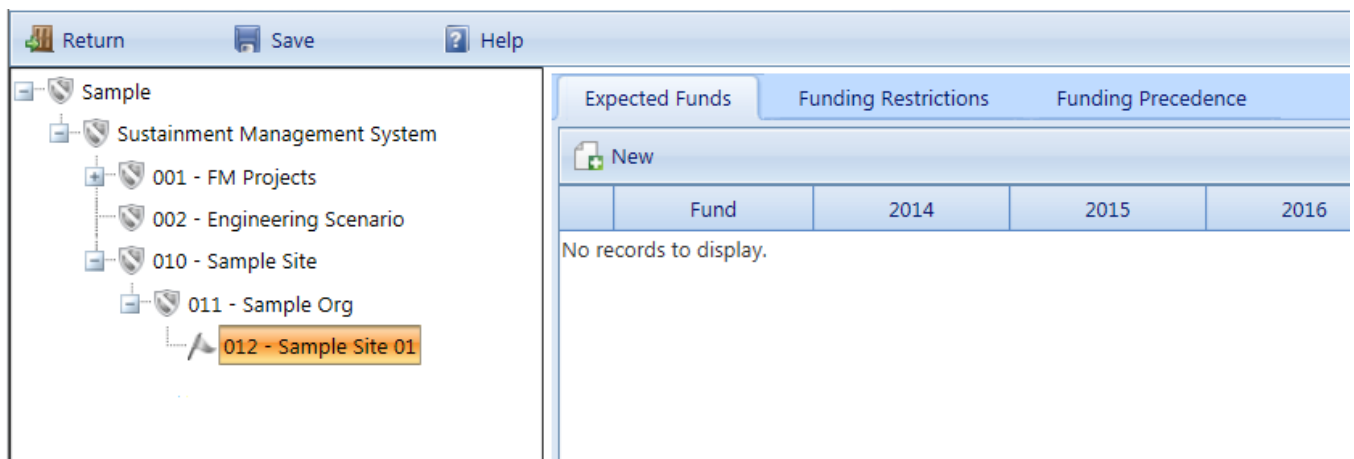 Return Save Help
Sample
Sustainment Management System
001 - FM Projects
002 - Engineering Scenario
010 - Sample Site
011 - Sample Org
012 - Sample Site 01
Expected Funds Funding Restrictions Funding Precedence
New
Fund 2014 2015 2016
No records to display.